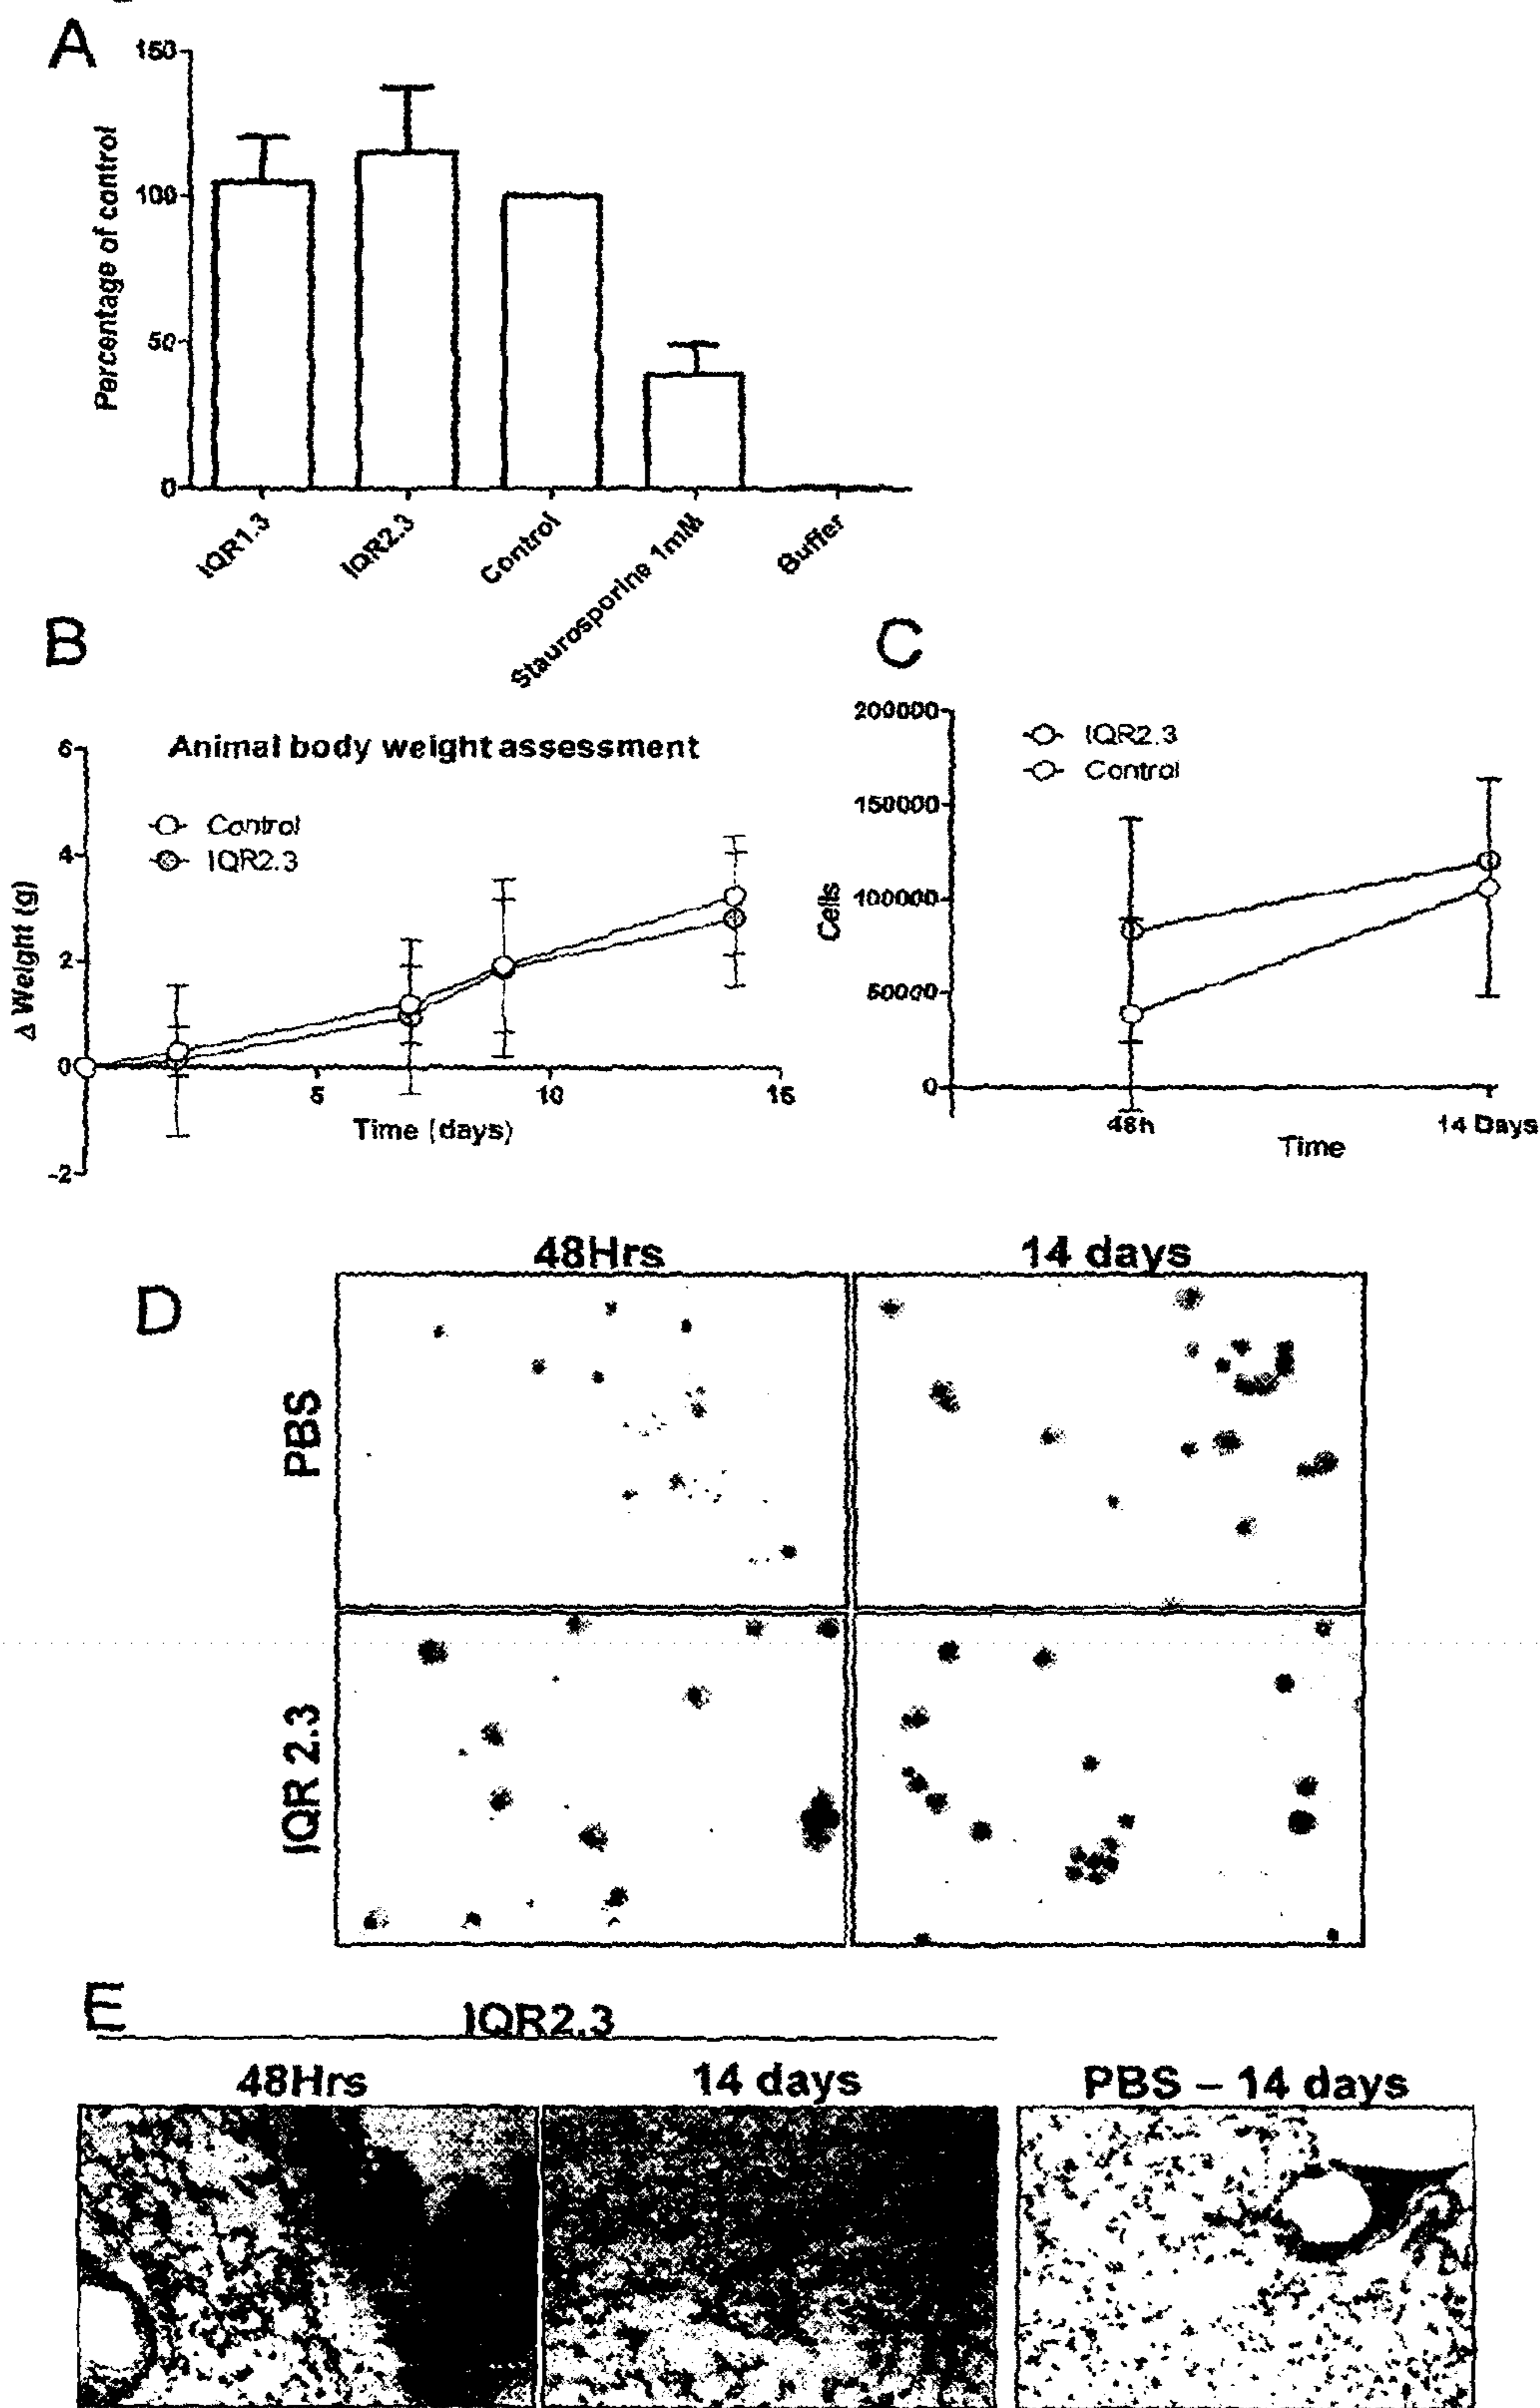 A
150
100
50
0
Percentage of control
IQR1.3
IQR2.3
Control
Staurosporine 1mM
Buffer
B
Animal body weight assessment
Control
IQR2.3
6
4
2
0
-2
5
10
15
Δ Weight (g)
Time (days)
C
IQR2.3
Control
200000
150000
100000
50000
0
Cells
48h
14 Days
Time
D
48Hrs
14 days
PBS
IQR 2.3
E
IQR2.3
48Hrs
14 days
PBS – 14 days